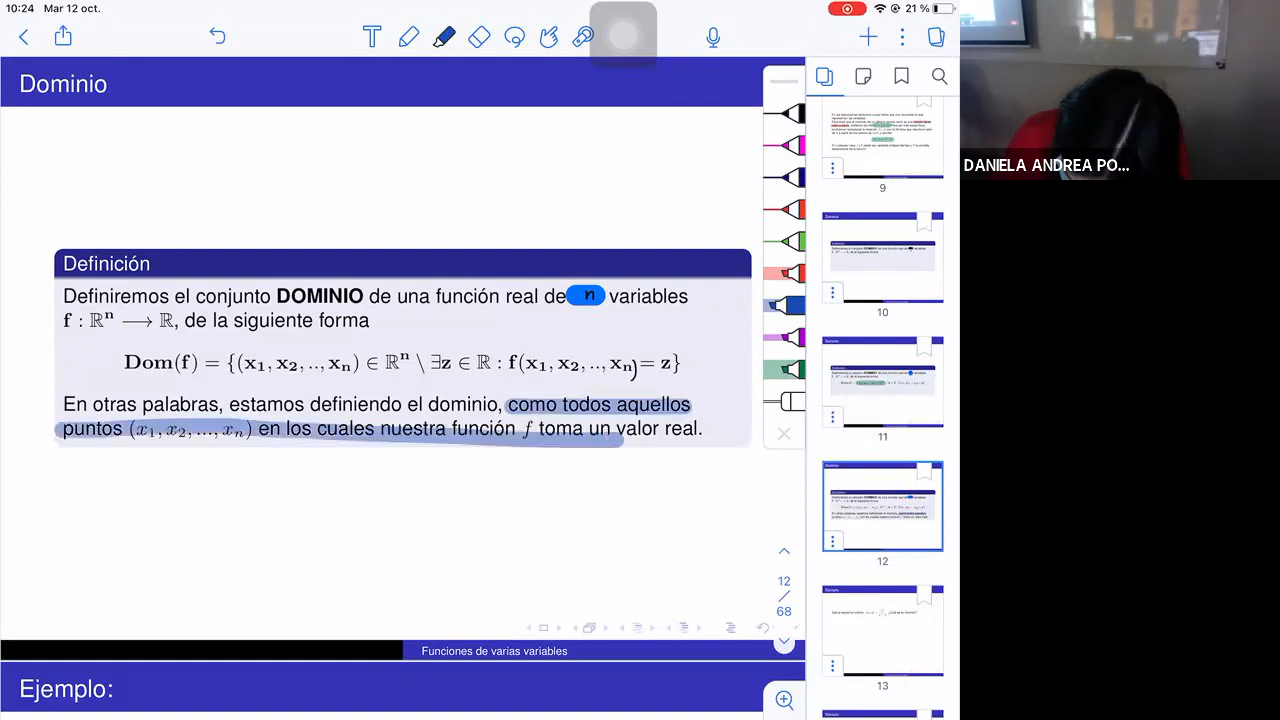 10:24 Mar 12 oct.
21 %
Dominio
Definición
Definiremos el conjunto DOMINIO de una función real de n variables
f : ℝⁿ ⟶ ℝ, de la siguiente forma
Dom(f) = {(x₁, x₂, .., xₙ) ∈ ℝⁿ \ ∃z ∈ ℝ : f(x₁, x₂, .., xₙ) = z}
En otras palabras, estamos definiendo el dominio, como todos aquellos
puntos (x₁, x₂, ..., xₙ) en los cuales nuestra función f toma un valor real.
12
/
68
Funciones de varias variables
Ejemplo:
9
10
11
12
13
DANIELA ANDREA PO...